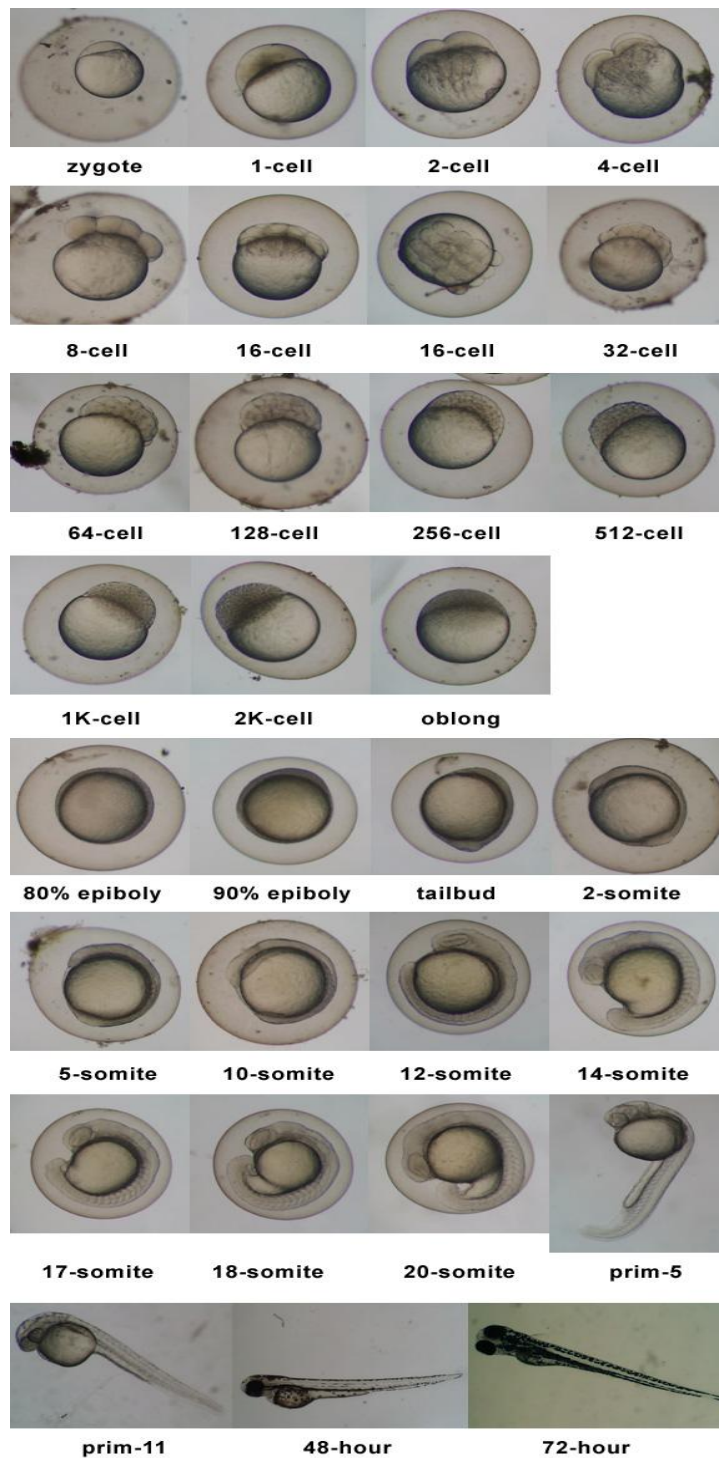 zygote 1-cell 2-cell 4-cell
8-cell 16-cell 16-cell 32-cell
64-cell 128-cell 256-cell 512-cell
1K-cell 2K-cell oblong
80% epiboly 90% epiboly tailbud 2-somite
5-somite 10-somite 12-somite 14-somite
17-somite 18-somite 20-somite prim-5
prim-11 48-hour 72-hour